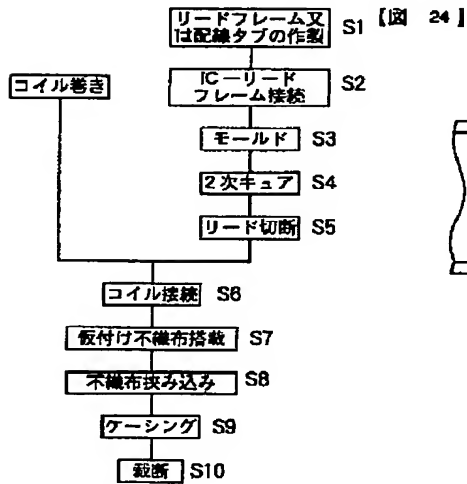 リードフレーム又
は配線タブの作製
S1
【図 24】
コイル巻き
IC－リード
フレーム接続
S2
モールド
S3
2次キュア
S4
リード切断
S5
コイル接続
S6
仮付け不織布搭載
S7
不織布挟み込み
S8
ケーシング
S9
裁断
S10